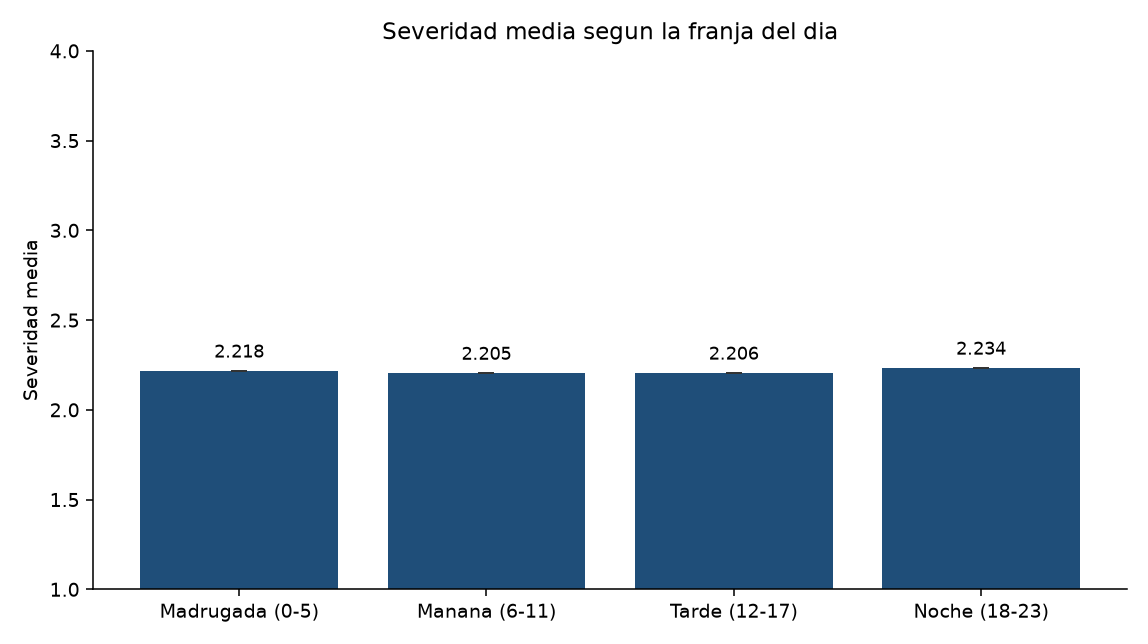 Severidad media segun la franja del dia
Severidad media
4.0
3.5
3.0
2.5
2.0
1.5
1.0
2.218
2.205
2.206
2.234
Madrugada (0-5)
Manana (6-11)
Tarde (12-17)
Noche (18-23)